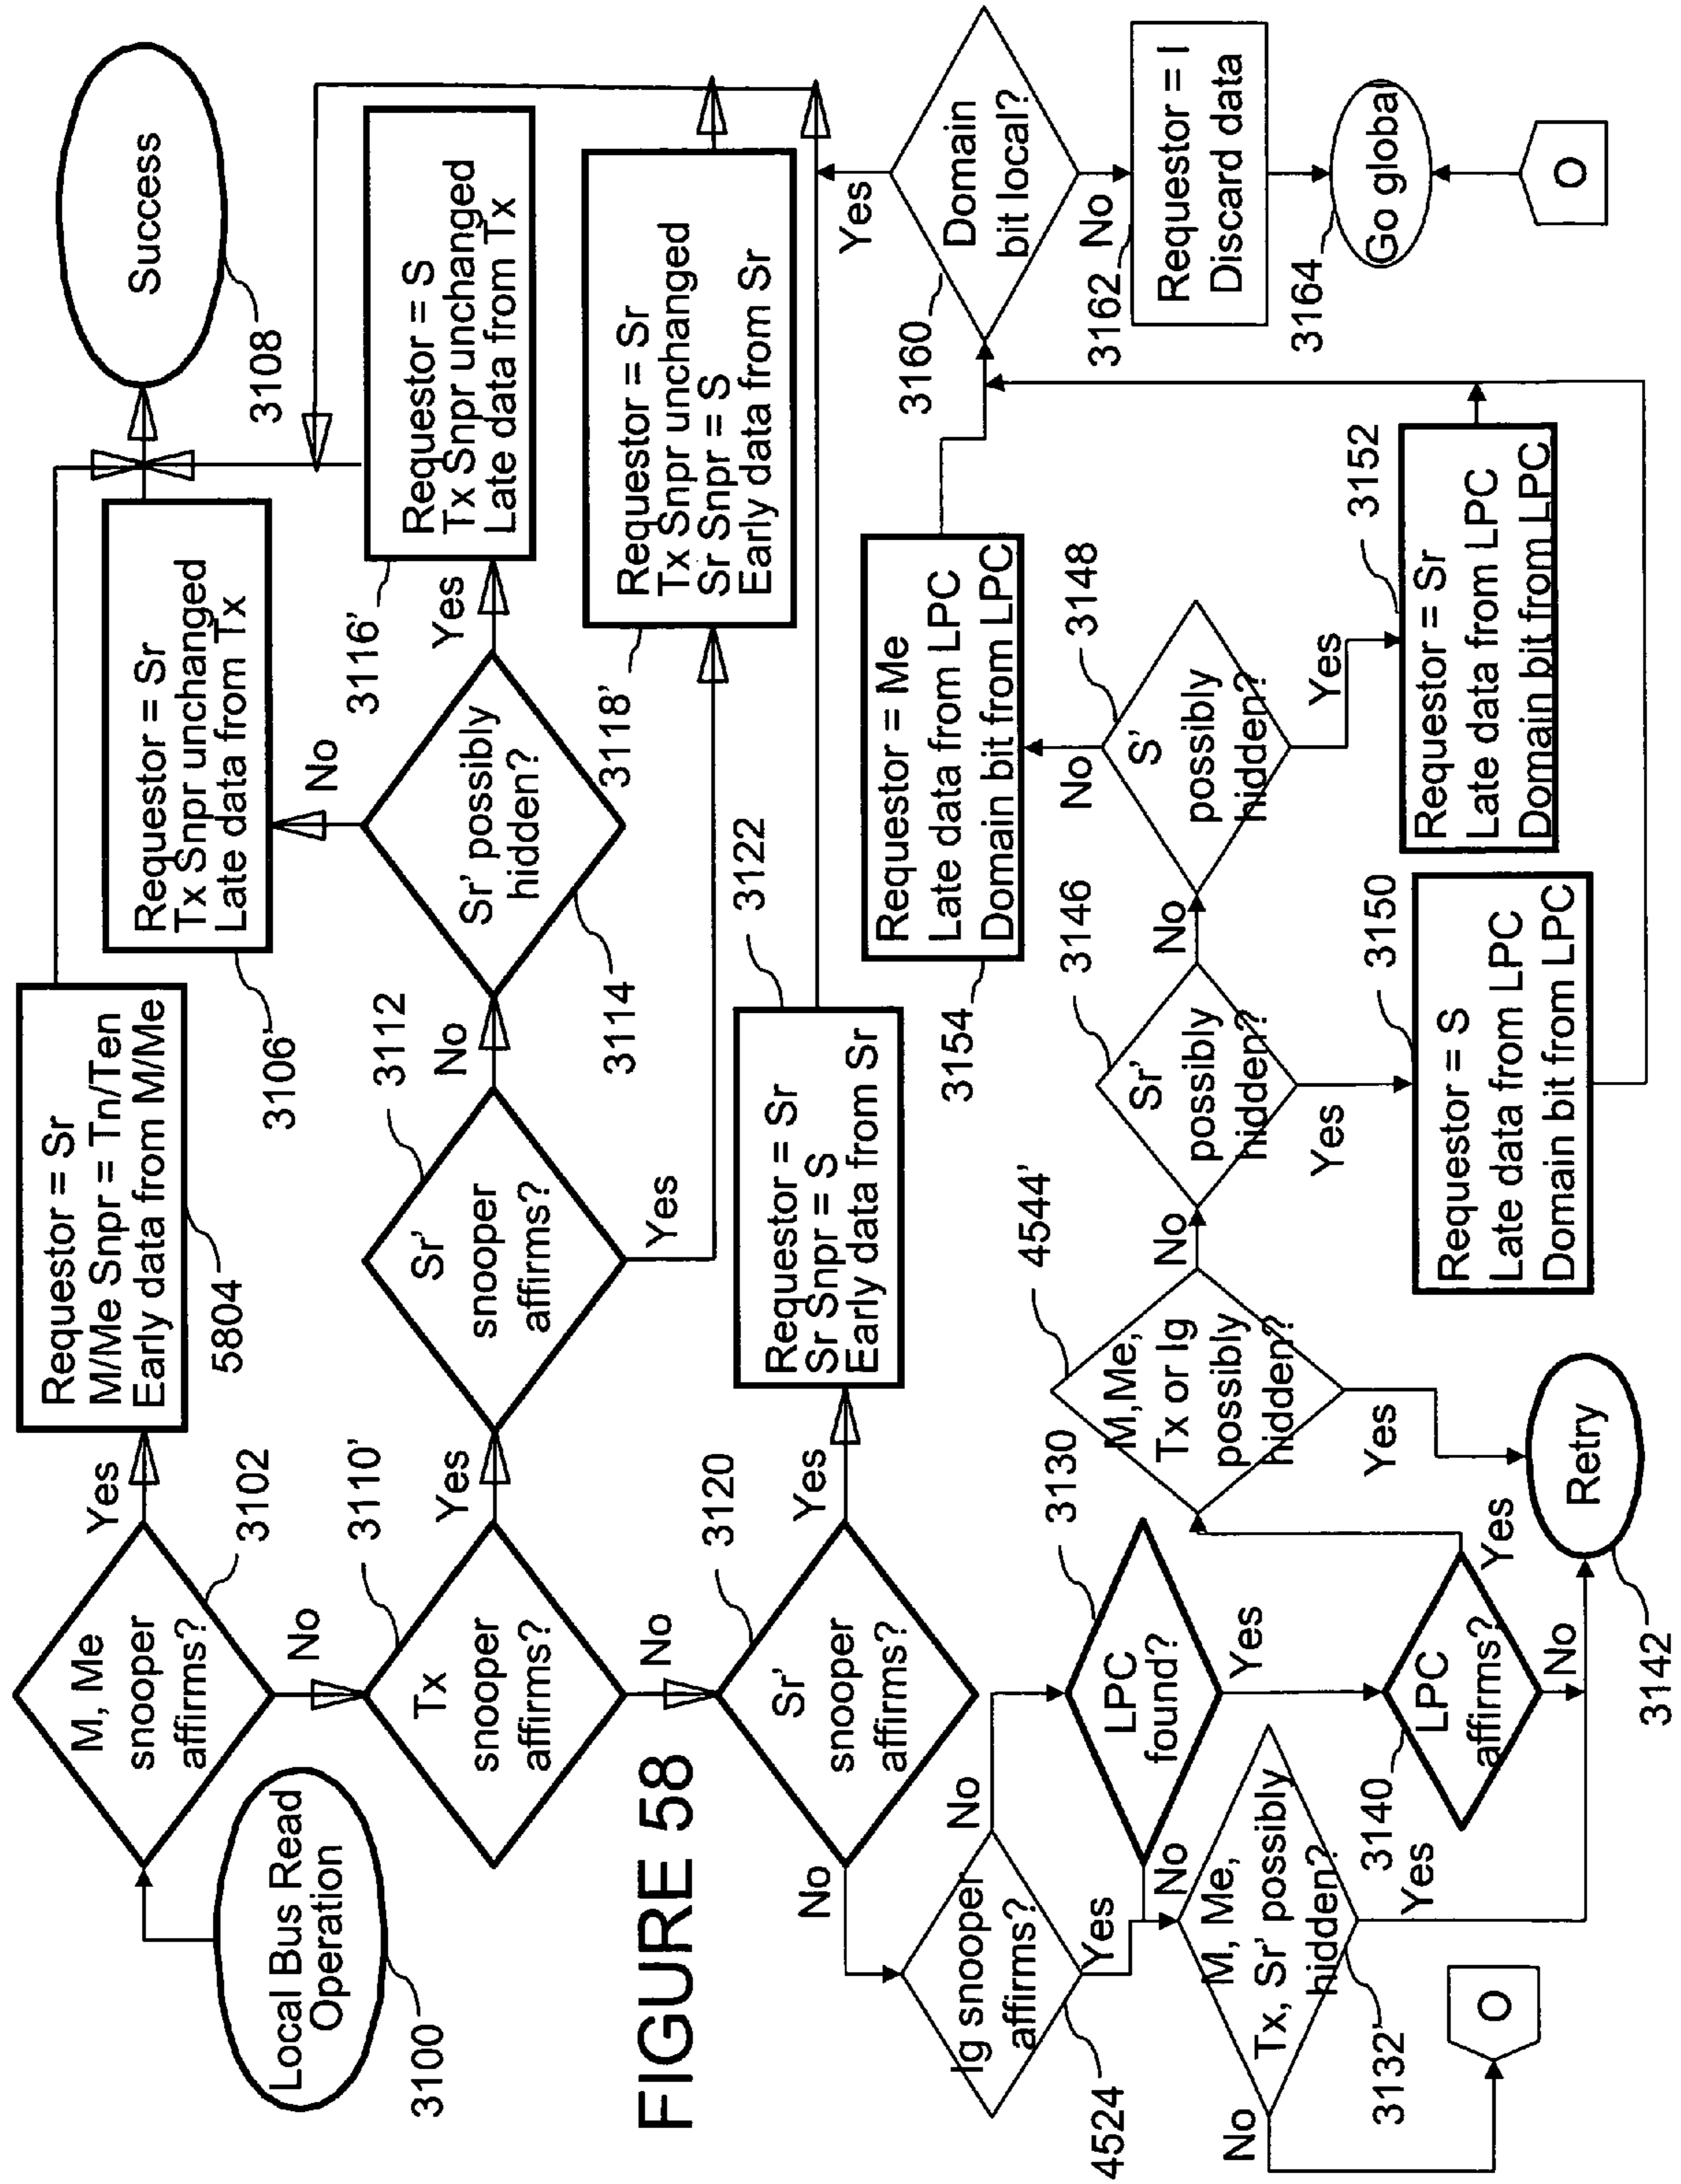 Local Bus Read
Operation
3100
M, Me
snooper
affirms?
3102
Yes
No
Requestor = Sr
M/Me Snpr = Tn/Ten
Early data from M/Me
5804
Requestor = Sr
Tx Snpr unchanged
Late data from Tx
3106'
Success
3108
Tx
snooper
affirms?
3110'
Yes
No
Sr'
snooper
affirms?
3112
No
Yes
Sr' possibly
hidden?
3114
No
Yes
Requestor = S
Tx Snpr unchanged
Late data from Tx
3116'
Requestor = Sr
Tx Snpr unchanged
Sr Snpr = S
Early data from Sr
3118'
FIGURE 58
Sr'
snooper
affirms?
3120
Yes
No
Requestor = Sr
Sr Snpr = S
Early data from Sr
3122
Ig snooper
affirms?
4524
No
Yes
LPC
found?
3130
No
Yes
M, Me,
Tx, Sr' possibly
hidden?
3132'
No
Yes
O
LPC
affirms?
3140
Yes
No
Retry
3142
M,Me,
Tx or Ig
possibly
hidden?
4544'
No
Yes
Sr'
possibly
hidden?
3146
No
Yes
S'
possibly
hidden?
3148
No
Yes
Requestor = S
Late data from LPC
Domain bit from LPC
3150
Requestor = Sr
Late data from LPC
Domain bit from LPC
3152
Requestor = Me
Late data from LPC
Domain bit from LPC
3154
Domain
bit local?
3160
Yes
No
Requestor = I
Discard data
3162
Go global
3164
O